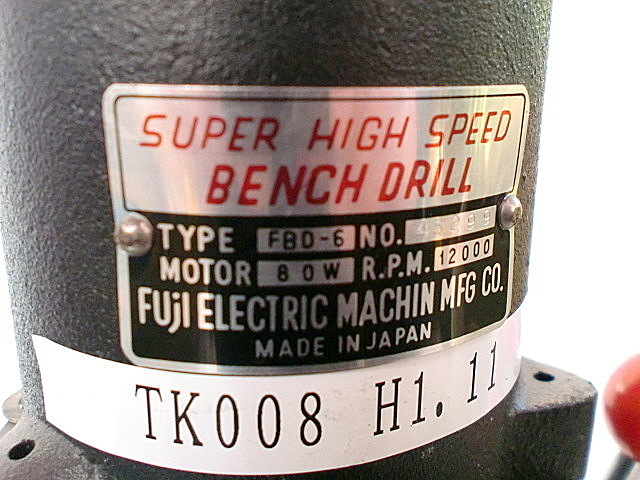 SUPER HIGH SPEED
BENCH DRILL
TYPE FBD-6 NO.
MOTOR 80W R.P.M. 12000
FUJI ELECTRIC MACHIN MFG CO.
MADE IN JAPAN
TK008 H1.11